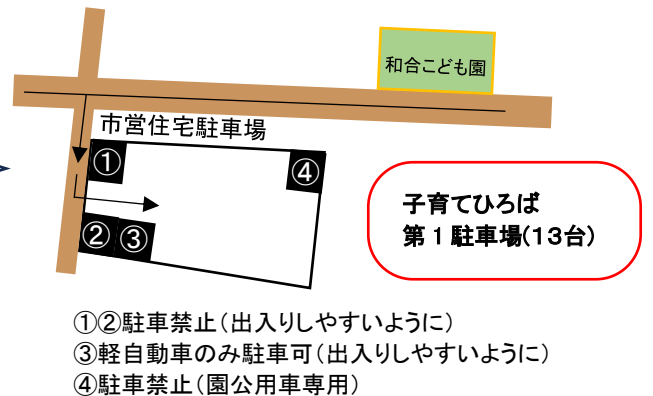 和合こども園
市営住宅駐車場
①
④
②③
子育てひろば
第1駐車場(13台)
①②駐車禁止(出入りしやすいように)
③軽自動車のみ駐車可(出入りしやすいように)
④駐車禁止(園公用車専用)